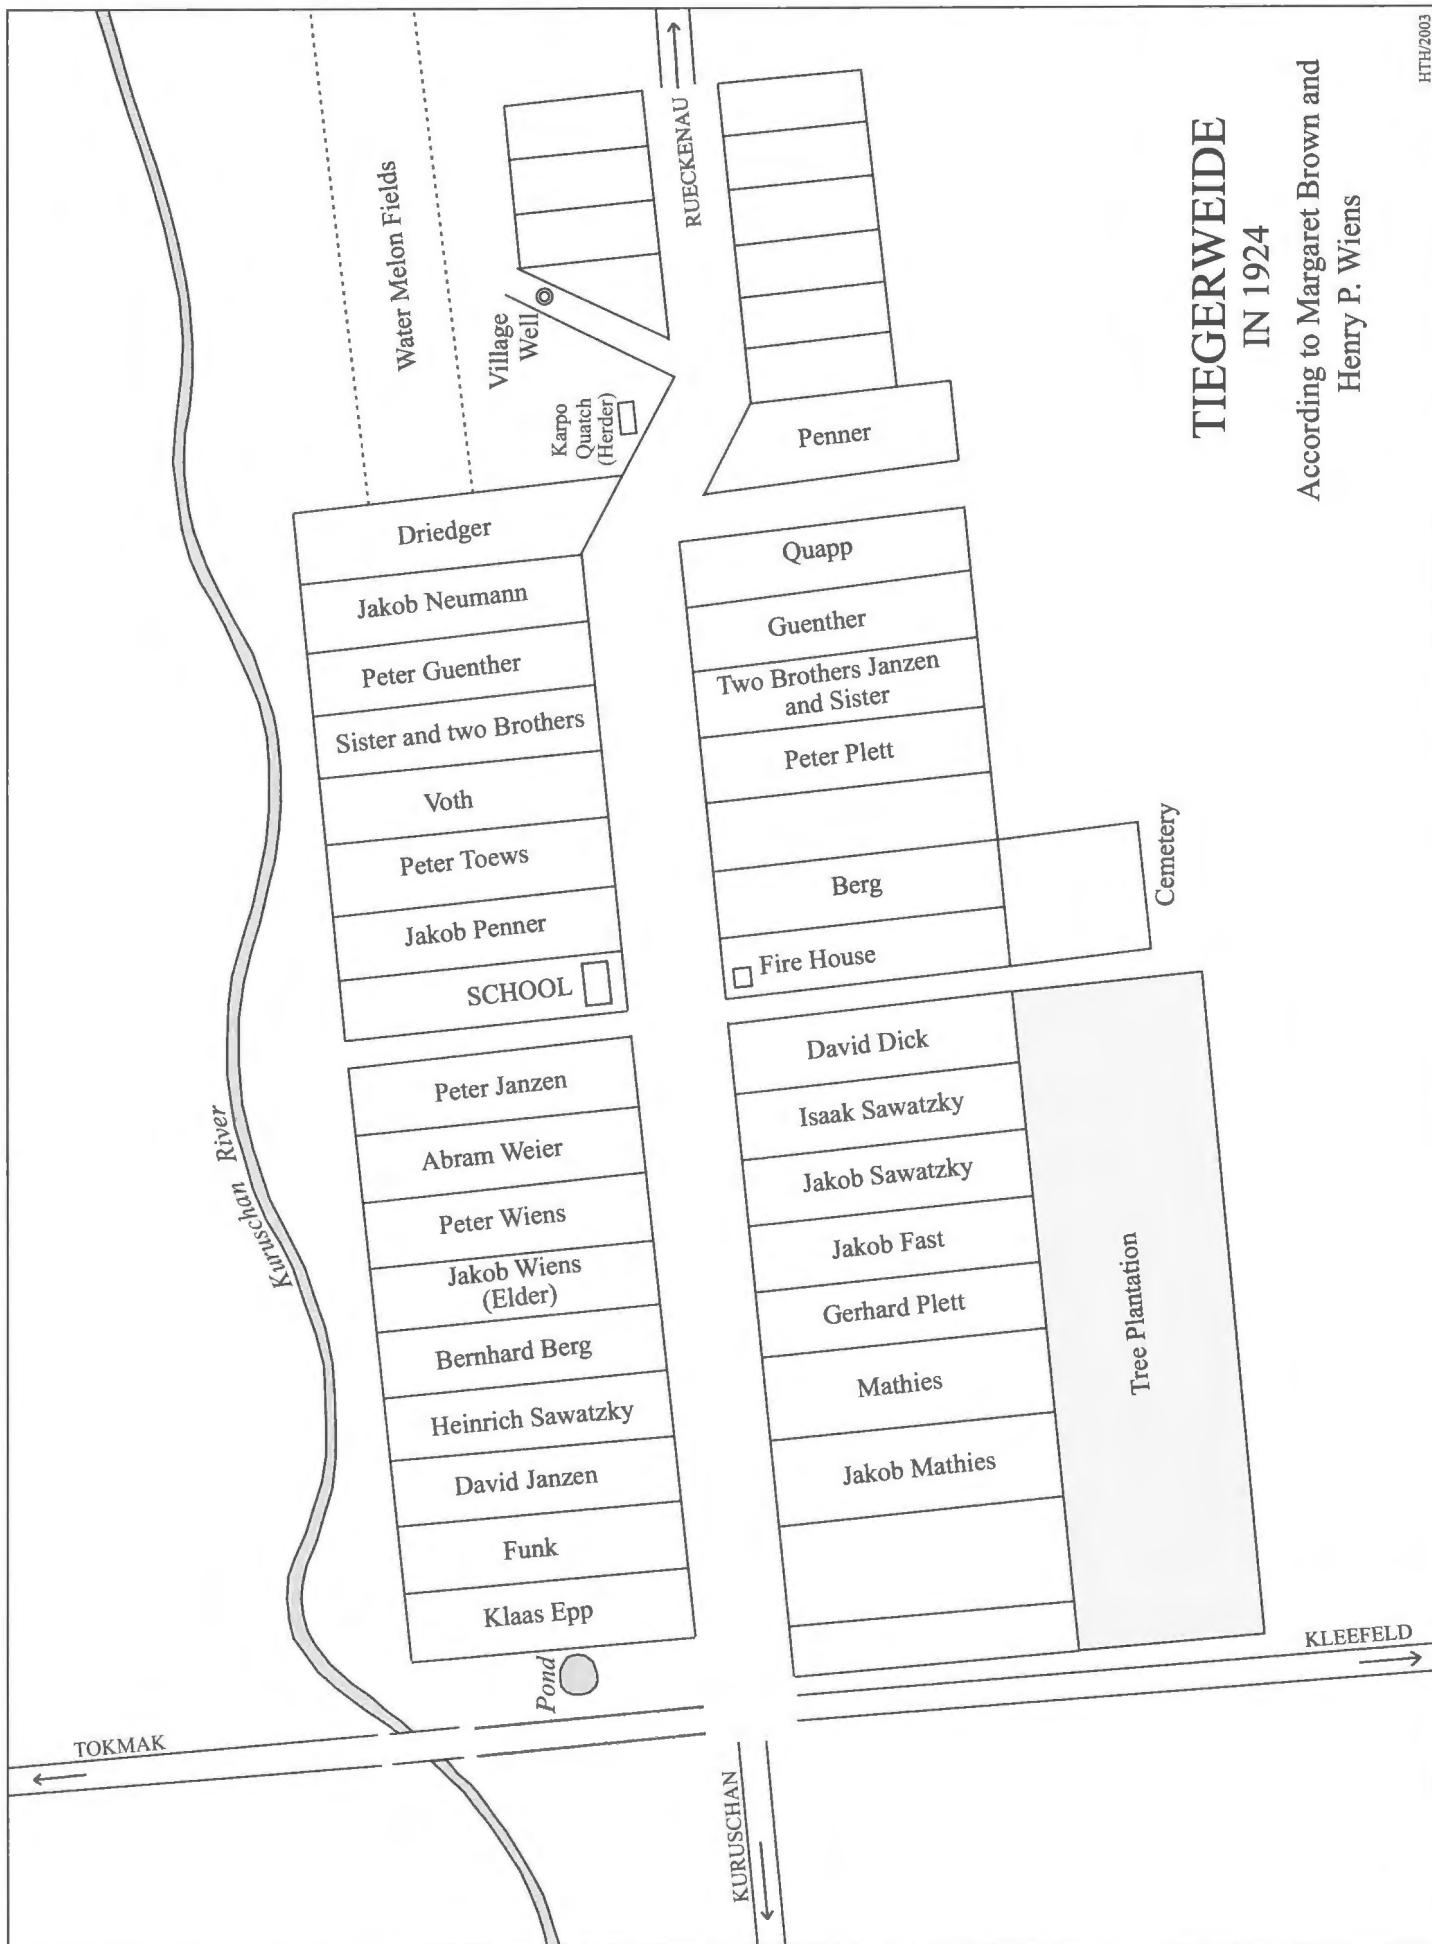 TIEGERWEIDE
IN 1924
According to Margaret Brown and
Henry P. Wiens
HTH/2003
Water Melon Fields
Village
Well
RUECKENAU
Karpo
Quatch
(Herder)
Penner
Driedger
Jakob Neumann
Peter Guenther
Sister and two Brothers
Voth
Peter Toews
Jakob Penner
SCHOOL
Quapp
Guenther
Two Brothers Janzen
and Sister
Peter Plett
Berg
Fire House
Cemetery
Kuruschan River
Peter Janzen
Abram Weier
Peter Wiens
Jakob Wiens
(Elder)
Bernhard Berg
Heinrich Sawatzky
David Janzen
Funk
Klaas Epp
David Dick
Isaak Sawatzky
Jakob Sawatzky
Jakob Fast
Gerhard Plett
Mathies
Jakob Mathies
Tree Plantation
Pond
TOKMAK
KURUSCHAN
KLEEFELD